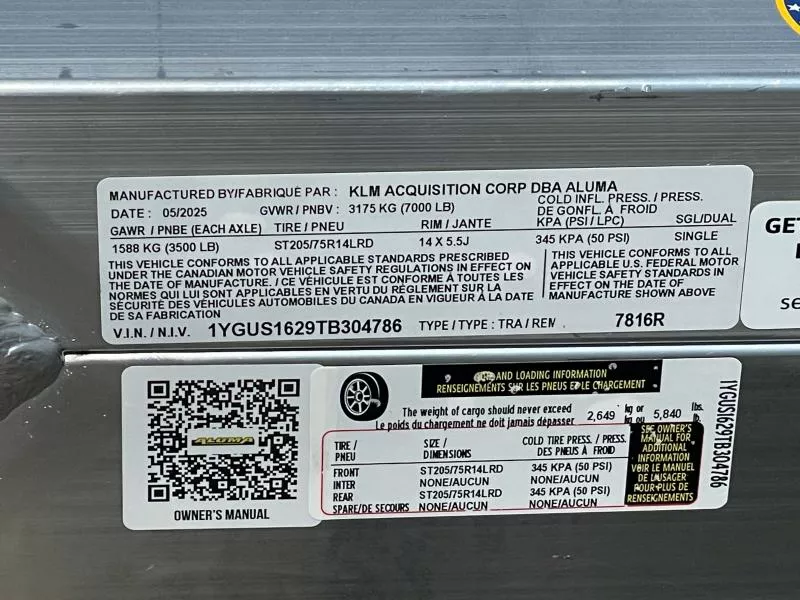 MANUFACTURED BY/FABRIQUÉ PAR : KLM ACQUISITION CORP DBA ALUMA
DATE : 05/2025 GVWR / PNBV : 3175 KG (7000 LB) COLD INFL. PRESS. / PRESS.
DE GONFL. À FROID
GAWR / PNBE (EACH AXLE) TIRE / PNEU RIM / JANTE KPA (PSI / LPC) SGL/DUAL
1588 KG (3500 LB) ST205/75R14LRD 14 X 5.5J 345 KPA (50 PSI) SINGLE
THIS VEHICLE CONFORMS TO ALL APPLICABLE STANDARDS PRESCRIBED
UNDER THE CANADIAN MOTOR VEHICLE SAFETY REGULATIONS IN EFFECT ON
THE DATE OF MANUFACTURE. / CE VÉHICULE EST CONFORME À TOUTES LES
NORMES QUI LUI SONT APPLICABLES EN VERTU DU RÈGLEMENT SUR LA
SÉCURITÉ DES VÉHICULES AUTOMOBILES DU CANADA EN VIGUEUR À LA DATE
DE SA FABRICATION
THIS VEHICLE CONFORMS TO ALL
APPLICABLE U.S. FEDERAL MOTOR
VEHICLE SAFETY STANDARDS IN
EFFECT ON THE DATE OF
MANUFACTURE SHOWN ABOVE
V.I.N. / N.I.V. 1YGUS1629TB304786 TYPE / TYPE : TRA / REM 7816R
GET
se
ALUMA
OWNER'S MANUAL
AND LOADING INFORMATION
RENSEIGNEMENTS SUR LES PNEUS ET LE CHARGEMENT
The weight of cargo should never exceed 2,649 kg or 5,840 lbs.
Le poids du chargement ne doit jamais dépasser kg ou lb.
TIRE / PNEU SIZE / DIMENSIONS COLD TIRE PRESS. / PRESS. DES PNEUS À FROID
FRONT ST205/75R14LRD 345 KPA (50 PSI)
INTER NONE/AUCUN NONE/AUCUN
REAR ST205/75R14LRD 345 KPA (50 PSI)
SPARE/DE SECOURS NONE/AUCUN NONE/AUCUN
SEE OWNER'S
MANUAL FOR
ADDITIONAL
INFORMATION
VOIR LE MANUEL
DE L'USAGER
POUR PLUS DE
RENSEIGNEMENTS
1YGUS1629TB304786